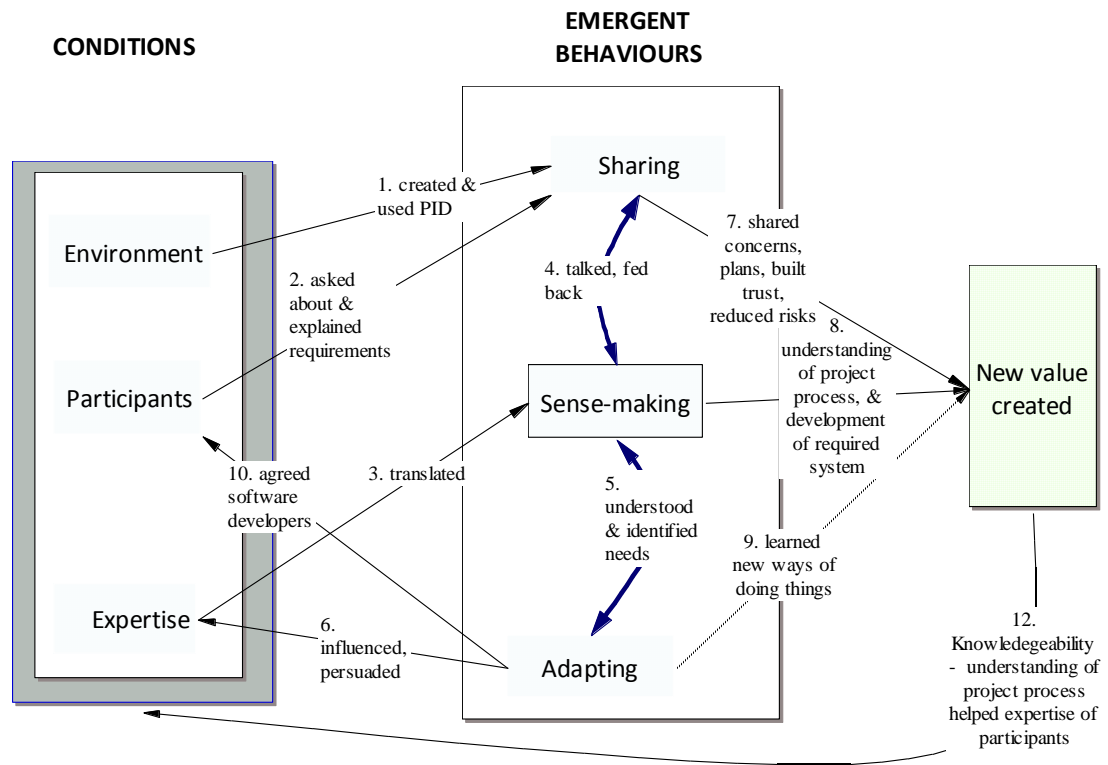 CONDITIONS
EMERGENT
BEHAVIOURS
Environment
Participants
Expertise
Sharing
Sense-making
Adapting
New value
created
1. created &
used PID
2. asked
about &
explained
requirements
3. translated
4. talked, fed
back
5.
understood
& identified
needs
6.
influenced,
persuaded
7. shared
concerns,
plans, built
trust,
reduced risks
8.
understanding
of project
process, &
development
of required
system
9. learned
new ways of
doing things
10. agreed
software
developers
12.
Knowledegeability
- understanding of
project process
helped expertise of
participants